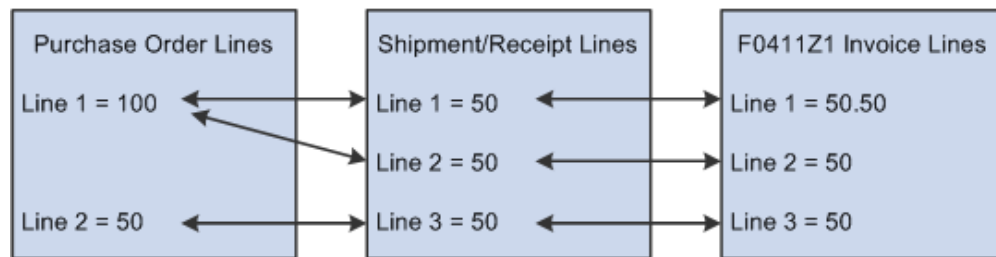 Purchase Order Lines
Line 1 = 100
Line 2 = 50
Shipment/Receipt Lines
Line 1 = 50
Line 2 = 50
Line 3 = 50
F0411Z1 Invoice Lines
Line 1 = 50.50
Line 2 = 50
Line 3 = 50